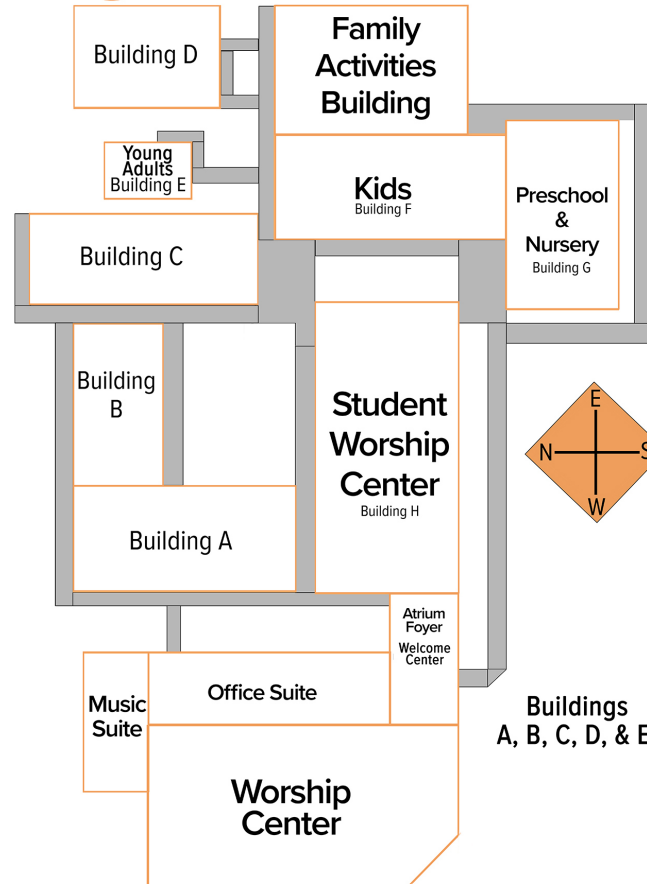 Building D
Family
Activities
Building
Young
Adults
Building E
Kids
Building F
Preschool
&
Nursery
Building G
Building C
Building
B
Student
Worship
Center
Building H
E
N
S
W
Building A
Atrium
Foyer
Welcome
Center
Music
Suite
Office Suite
Buildings
A, B, C, D, & E
Worship
Center